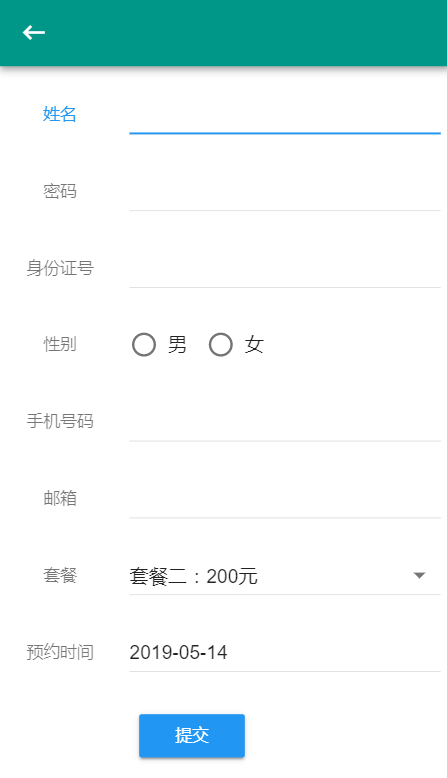 姓名
密码
身份证号
性别 男 女
手机号码
邮箱
套餐 套餐二：200元
预约时间 2019-05-14
提交